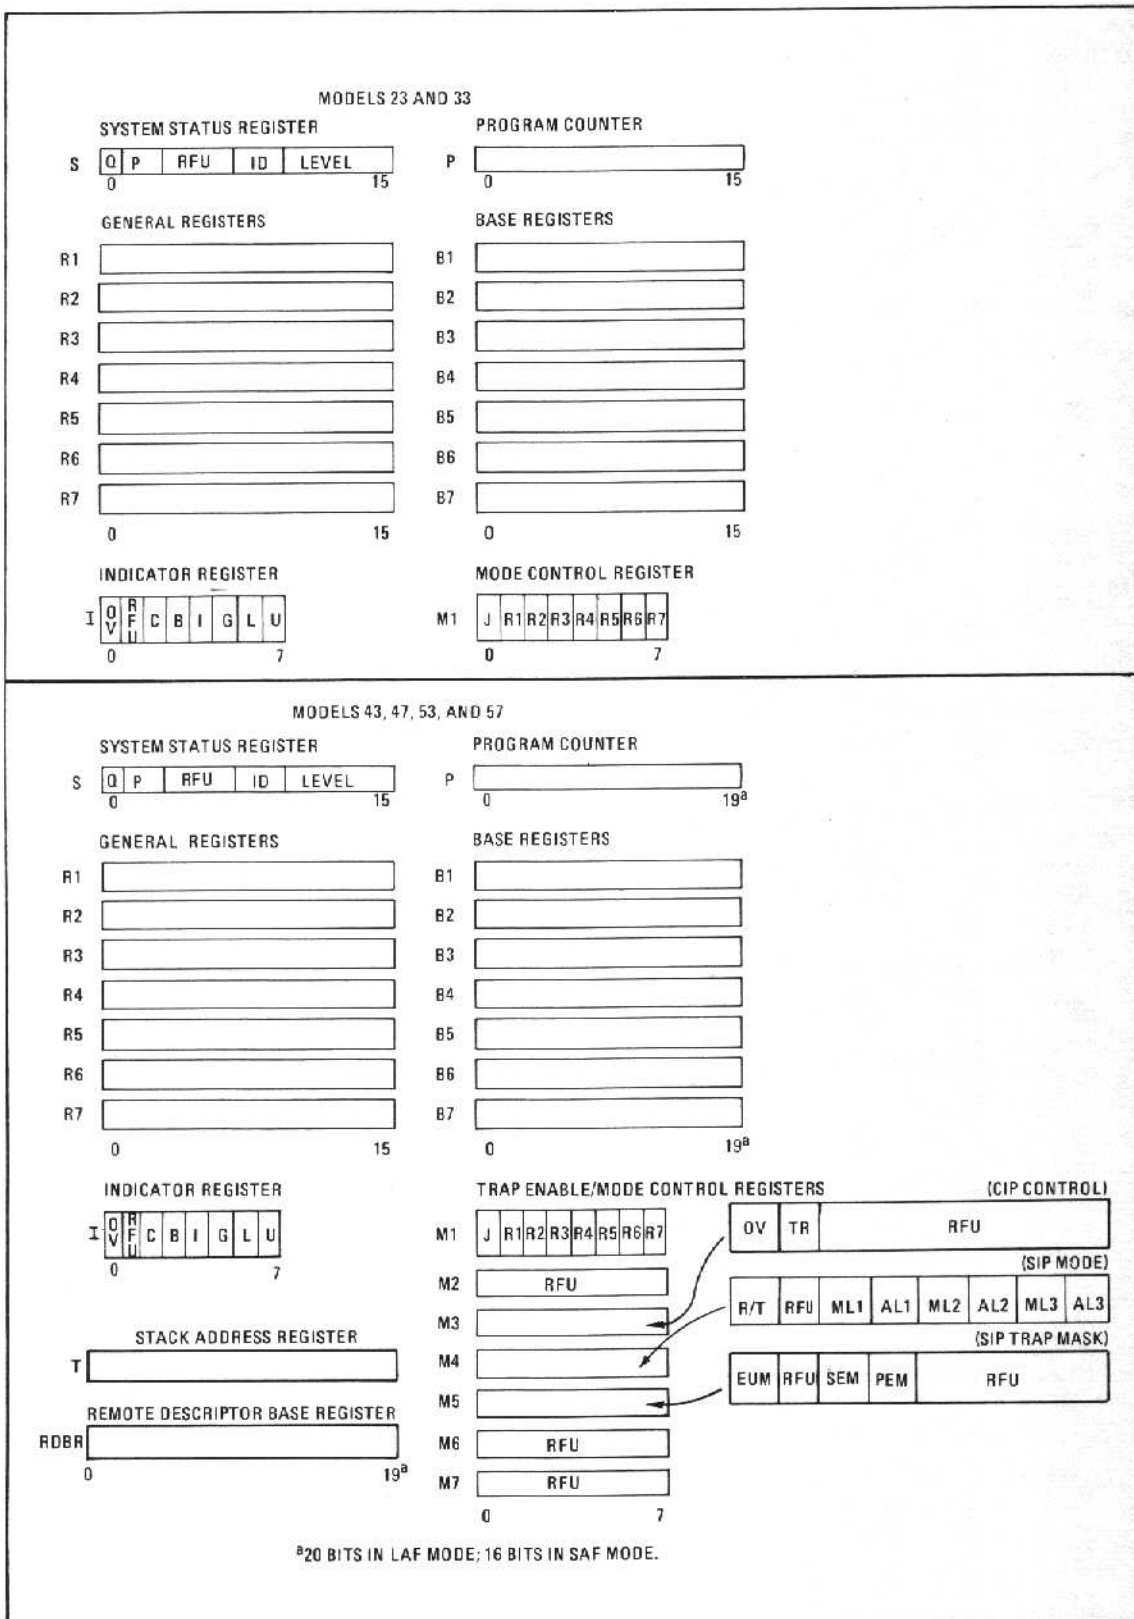 MODELS 23 AND 33
SYSTEM STATUS REGISTER PROGRAM COUNTER
S Q P RFU ID LEVEL P
0 15 0 15
GENERAL REGISTERS BASE REGISTERS
R1 B1
R2 B2
R3 B3
R4 B4
R5 B5
R6 B6
R7 B7
0 15 0 15
INDICATOR REGISTER MODE CONTROL REGISTER
I OV RFU C B I G L U M1 J R1 R2 R3 R4 R5 R6 R7
0 7 0 7
MODELS 43, 47, 53, AND 57
SYSTEM STATUS REGISTER PROGRAM COUNTER
S Q P RFU ID LEVEL P
0 15 0 19a
GENERAL REGISTERS BASE REGISTERS
R1 B1
R2 B2
R3 B3
R4 B4
R5 B5
R6 B6
R7 B7
0 15 0 19a
INDICATOR REGISTER TRAP ENABLE/MODE CONTROL REGISTERS (CIP CONTROL)
I OV RFU C B I G L U M1 J R1 R2 R3 R4 R5 R6 R7 OV TR RFU
0 7
M2 RFU (SIP MODE)
M3 R/T RFU ML1 AL1 ML2 AL2 ML3 AL3
STACK ADDRESS REGISTER (SIP TRAP MASK)
T M4
M5 EUM RFU SEM PEM RFU
REMOTE DESCRIPTOR BASE REGISTER
RDBR M6 RFU
0 19a
M7 RFU
0 7
a20 BITS IN LAF MODE; 16 BITS IN SAF MODE.